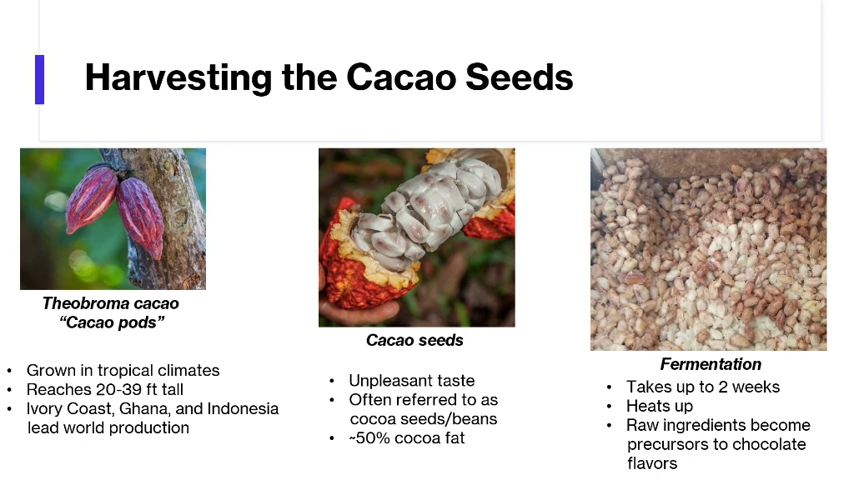 Harvesting the Cacao Seeds
Theobroma cacao
“Cacao pods”
• Grown in tropical climates
• Reaches 20-39 ft tall
• Ivory Coast, Ghana, and Indonesia
lead world production
Cacao seeds
• Unpleasant taste
• Often referred to as
cocoa seeds/beans
• ~50% cocoa fat
Fermentation
• Takes up to 2 weeks
• Heats up
• Raw ingredients become
precursors to chocolate
flavors